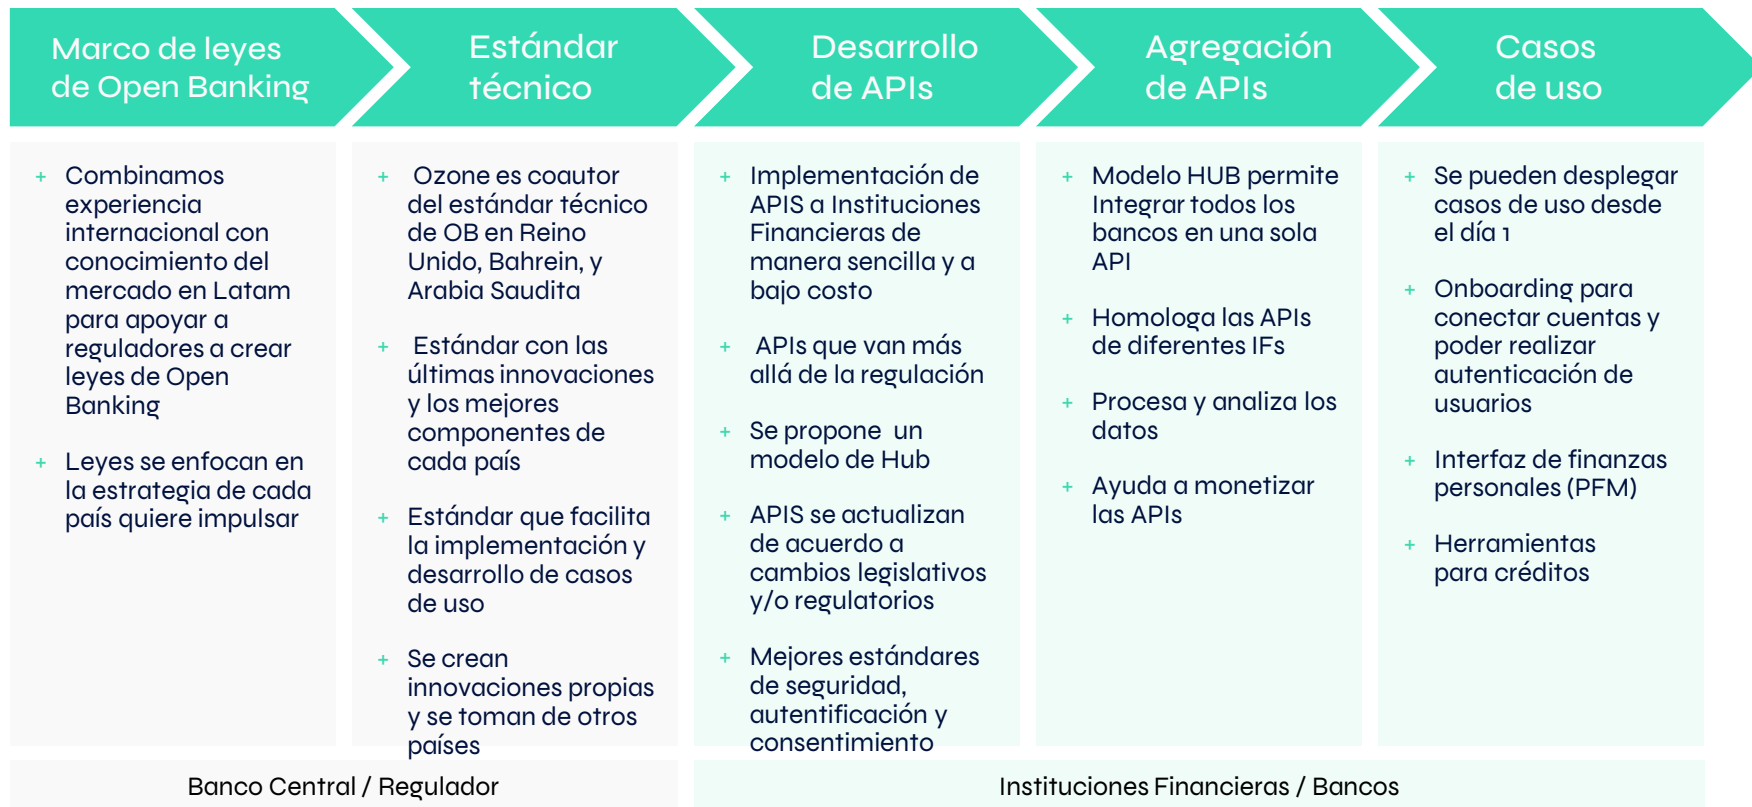 Marco de leyes
de Open Banking
Estándar
técnico
Desarrollo
de APIs
Agregación
de APIs
Casos
de uso
+ Combinamos
experiencia
internacional con
conocimiento del
mercado en Latam
para apoyar a
reguladores a crear
leyes de Open
Banking
+ Leyes se enfocan en
la estrategia de cada
país quiere impulsar
+ Ozone es coautor
del estándar técnico
de OB en Reino
Unido, Bahrein, y
Arabia Saudita
+ Estándar con las
últimas innovaciones
y los mejores
componentes de
cada país
+ Estándar que facilita
la implementación y
desarrollo de casos
de uso
+ Se crean
innovaciones propias
y se toman de otros
países
+ Implementación de
APIS a Instituciones
Financieras de
manera sencilla y a
bajo costo
+ APIs que van más
allá de la regulación
+ Se propone un
modelo de Hub
+ APIS se actualizan
de acuerdo a
cambios legislativos
y/o regulatorios
+ Mejores estándares
de seguridad,
autentificación y
consentimiento
+ Modelo HUB permite
Integrar todos los
bancos en una sola
API
+ Homologa las APIs
de diferentes IFs
+ Procesa y analiza los
datos
+ Ayuda a monetizar
las APIs
+ Se pueden desplegar
casos de uso desde
el día 1
+ Onboarding para
conectar cuentas y
poder realizar
autenticación de
usuarios
+ Interfaz de finanzas
personales (PFM)
+ Herramientas
para créditos
Banco Central / Regulador
Instituciones Financieras / Bancos